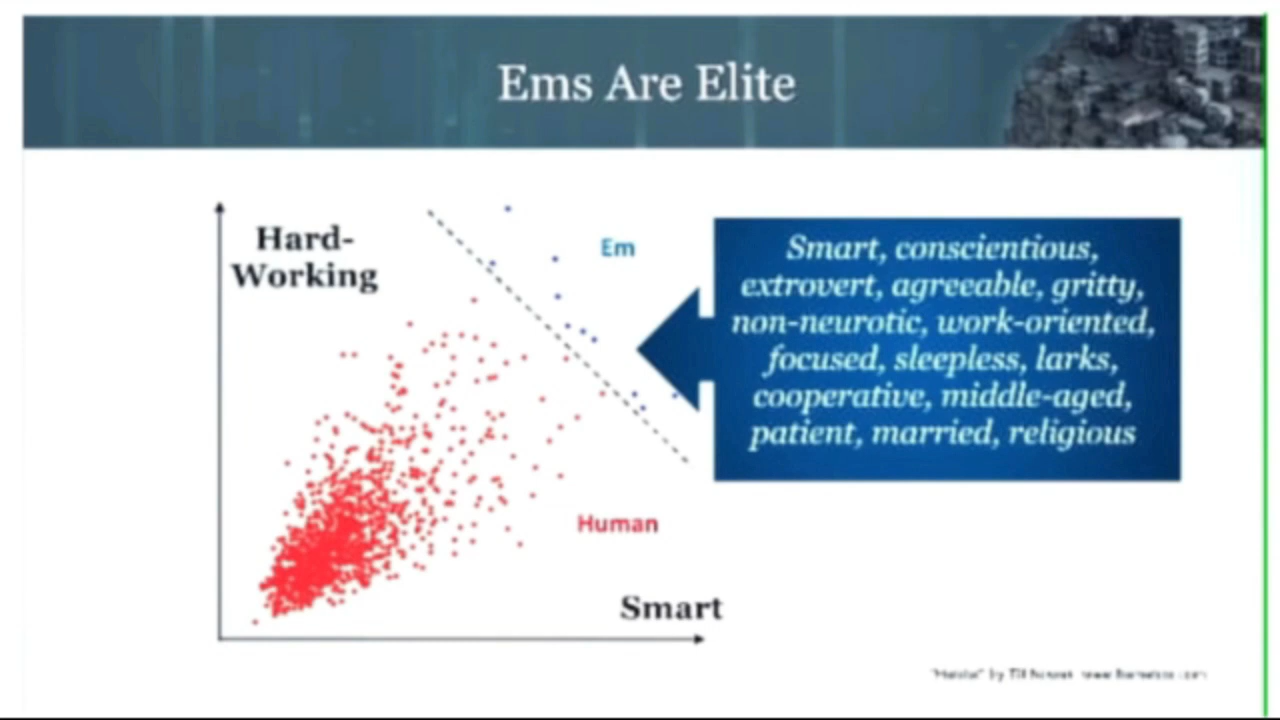 Ems Are Elite
Hard-
Working
Em
Smart, conscientious,
extrovert, agreeable, gritty,
non-neurotic, work-oriented,
focused, sleepless, larks,
cooperative, middle-aged,
patient, married, religious
Human
Smart
by